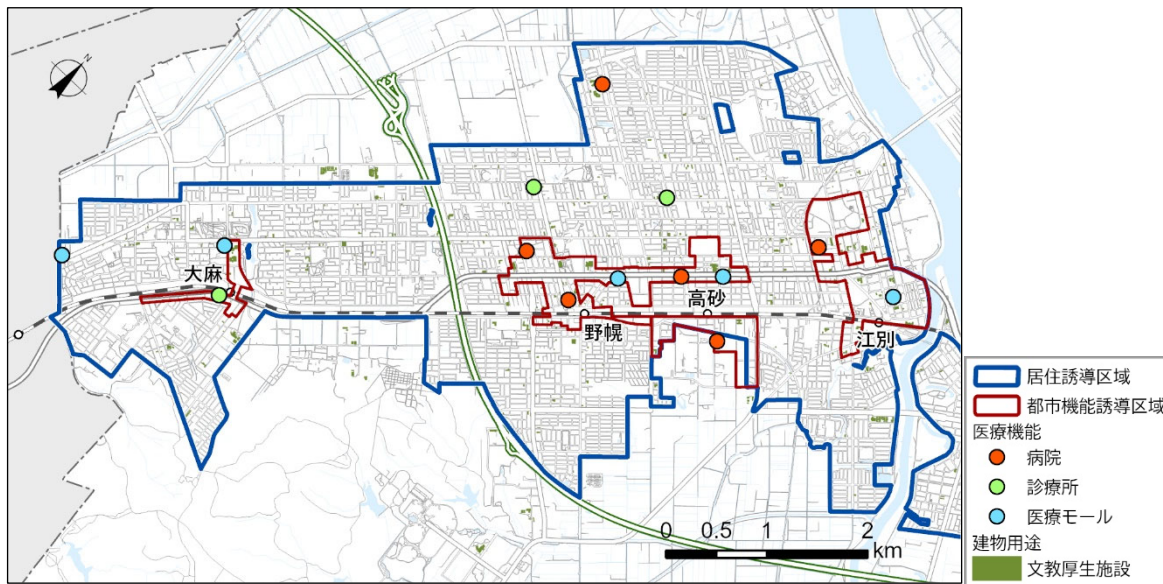 N
大麻
野幌
高砂
江別
0 0.5 1 2
km
居住誘導区域
都市機能誘導区域
医療機能
病院
診療所
医療モール
建物用途
文教厚生施設